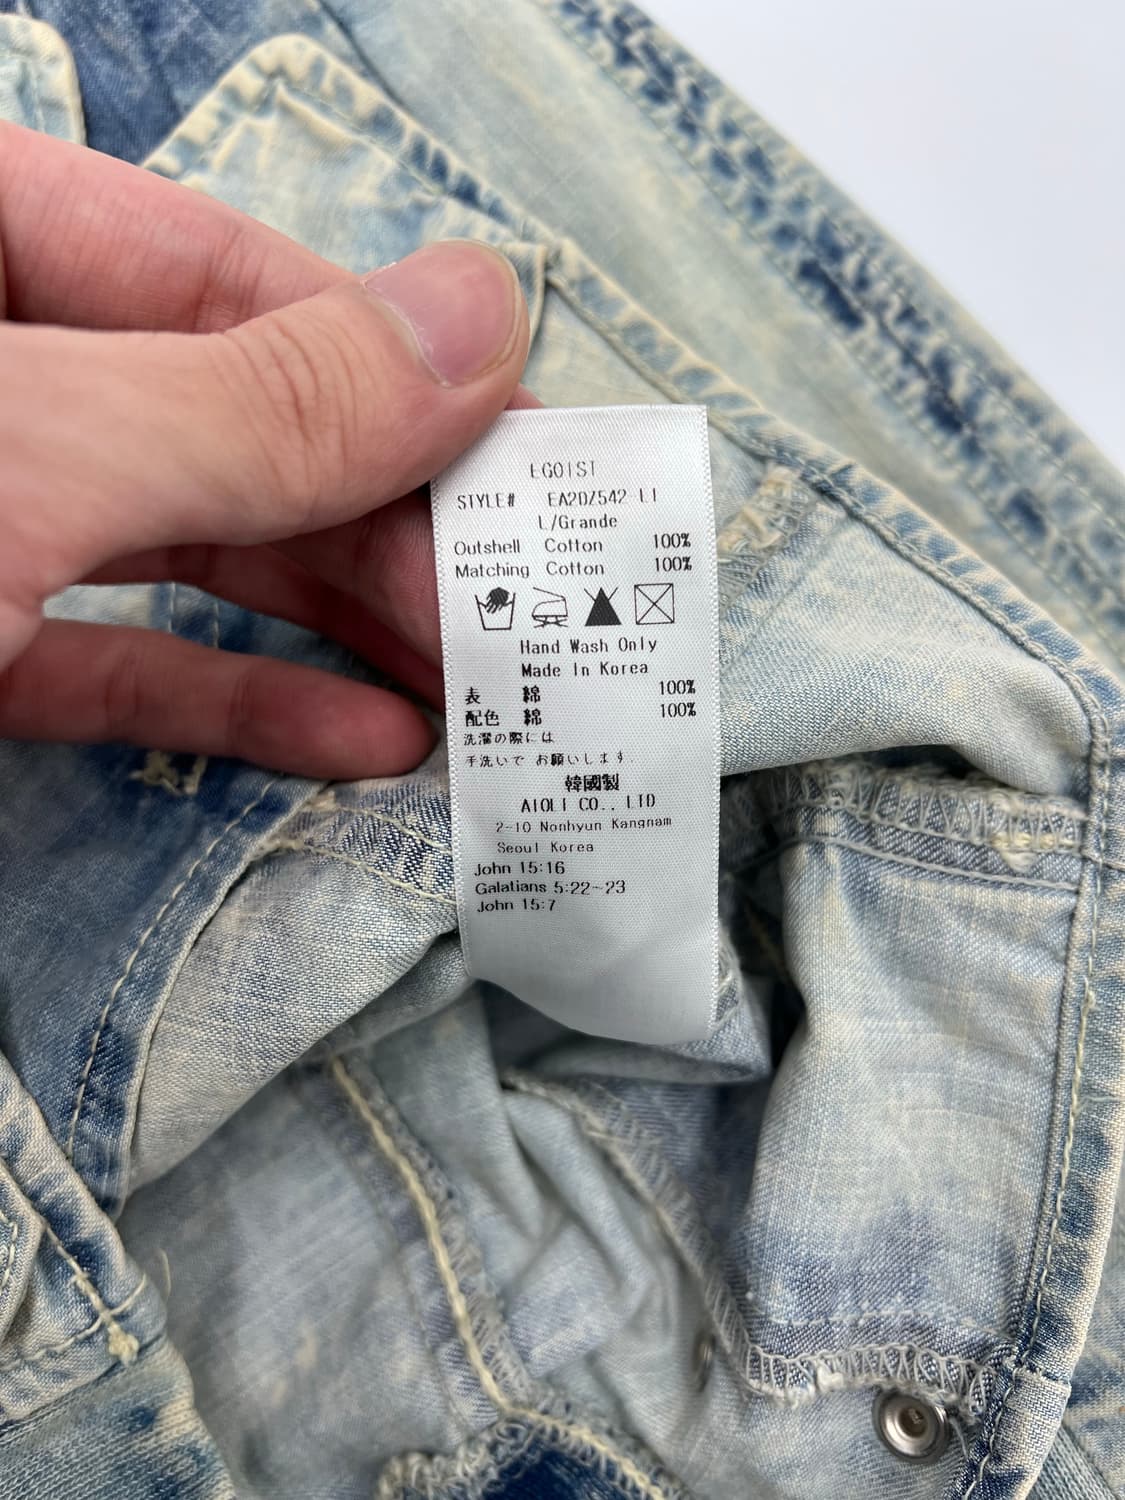 EGOIST
STYLE# EA2DZ542 LI
L/Grande
Outshell Cotton 100%
Matching Cotton 100%
Hand Wash Only
Made In Korea
表 綿 100%
配色 綿 100%
洗濯の際には
手洗いで お願いします.
韓國製
AIOLI CO., LTD
2-10 Nonhyun Kangnam
Seoul Korea
John 15:16
Galatians 5:22~23
John 15:7